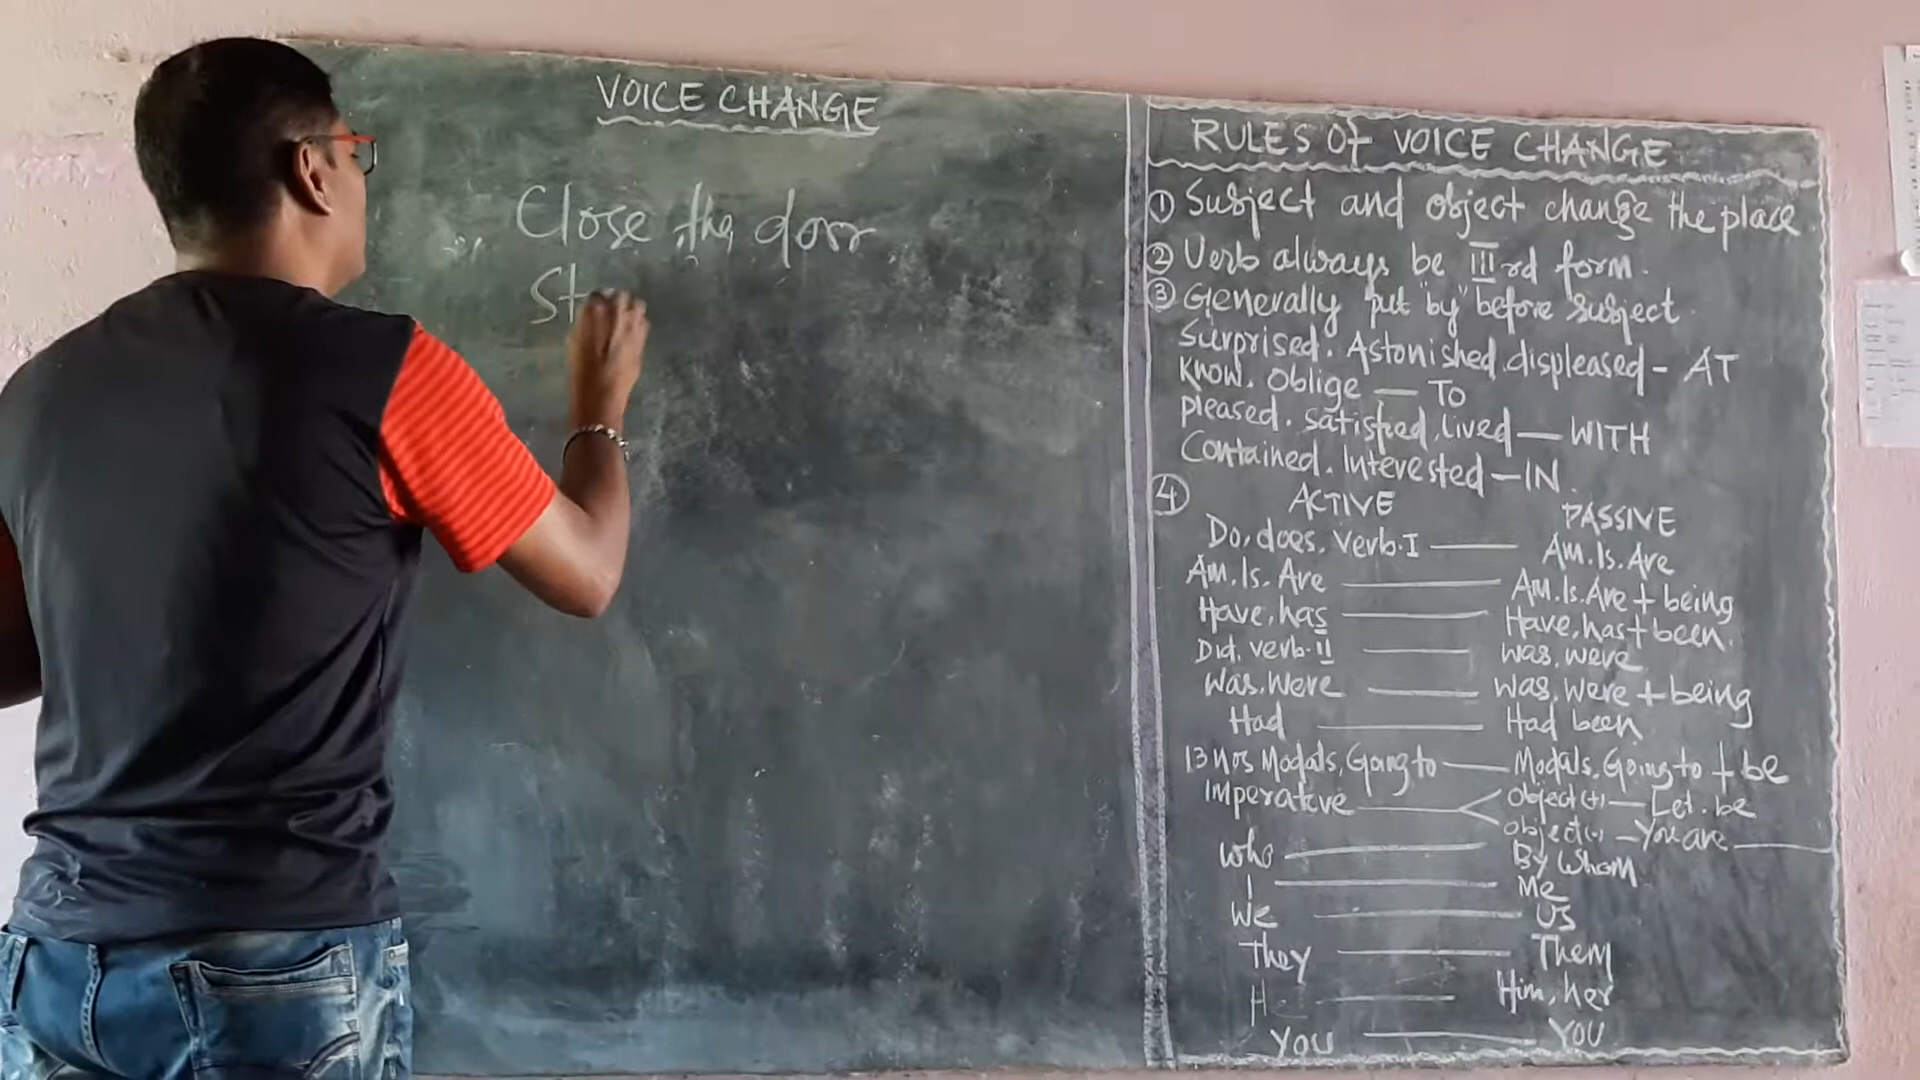 VOICE CHANGE
Close the door
St
RULES Of VOICE CHANGE
① Subject and object change the place.
② Verb always be IIIrd form.
③ Generally put "by" before subject.
Surprised. Astonished. displeased - AT
Know. Oblige — To
pleased. Satisfied, lived — WITH
Contained. Interested - IN.
④ ACTIVE PASSIVE
Do, does, Verb.I — Am. Is. Are
Am. Is. Are — Am. Is. Are + being
Have, has — Have, has + been.
Did. verb.II — Was, were
Was. Were — Was, Were + being
Had — Had been
13 nos Modals, Going to — Modals. Going to + be
Imperative — Object (+) — Let. be
Object (-) — You are —
Who — By Whom
I — Me
We — Us
They — Them
He — Him, her
You — YOU